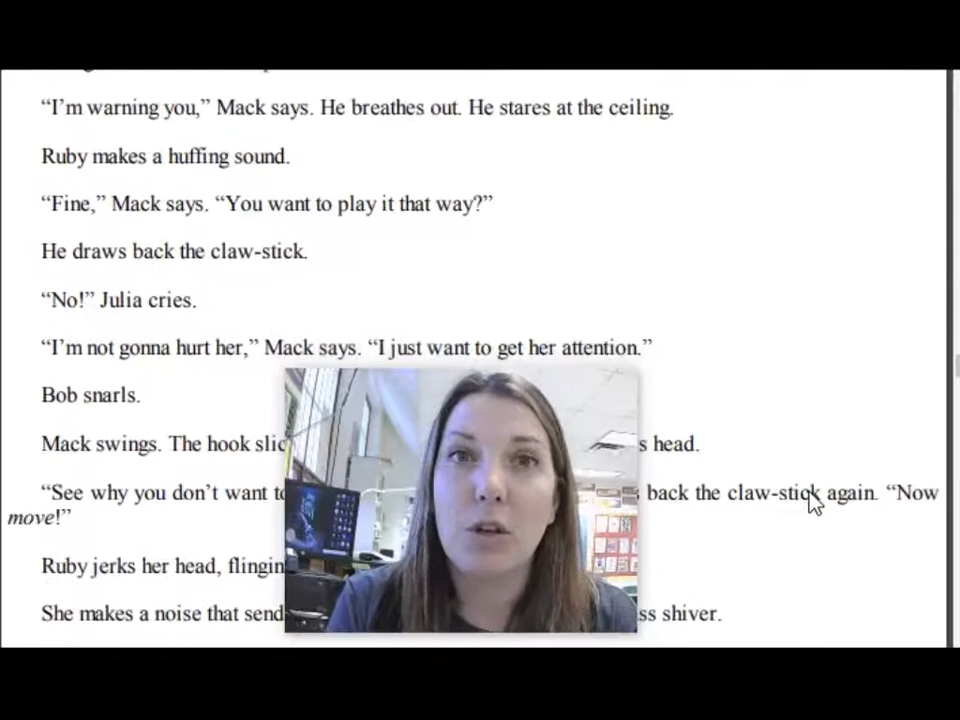 “I’m warning you,” Mack says. He breathes out. He stares at the ceiling.
Ruby makes a huffing sound.
“Fine,” Mack says. “You want to play it that way?”
He draws back the claw-stick.
“No!” Julia cries.
“I’m not gonna hurt her,” Mack says. “I just want to get her attention.”
Bob snarls.
Mack swings. The hook slic s head.
“See why you don’t want to back the claw-stick again. “Now
move!”
Ruby jerks her head, flingin
She makes a noise that send ss shiver.